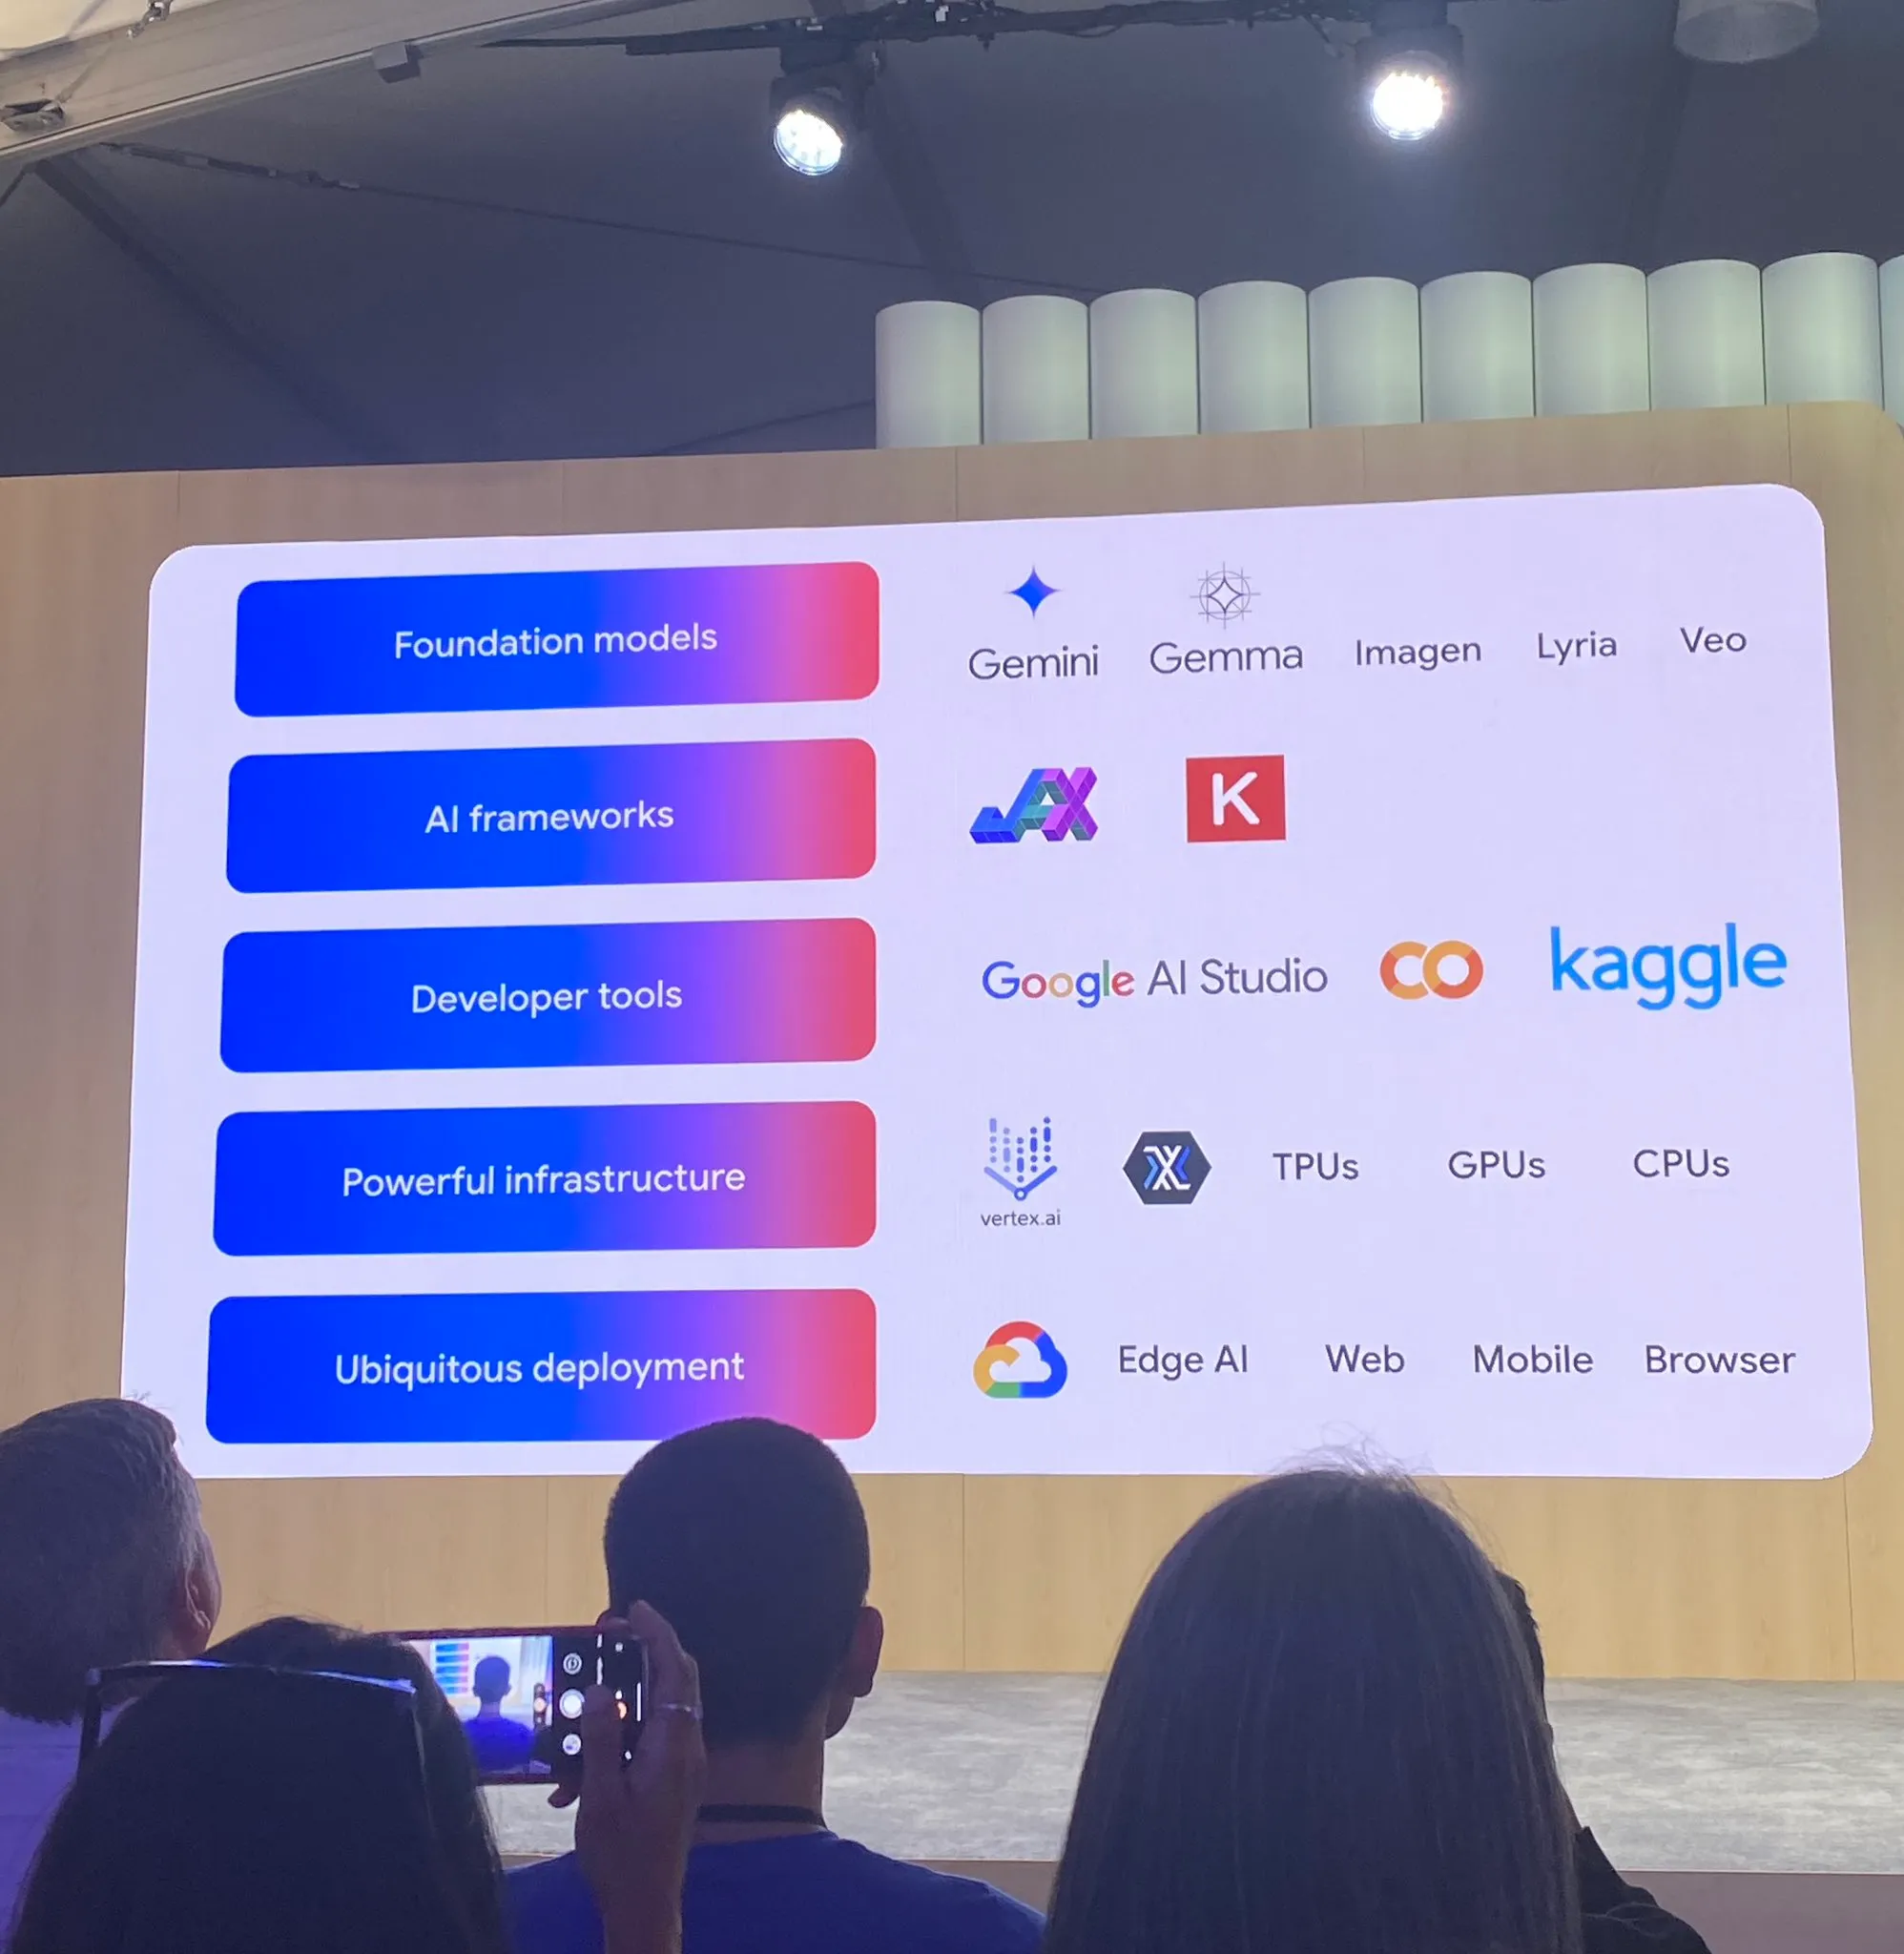 Foundation models
Gemini Gemma Imagen Lyria Veo
AI frameworks
JAX K
Developer tools
Google AI Studio CO kaggle
Powerful infrastructure
vertex.ai X TPUs GPUs CPUs
Ubiquitous deployment
Edge AI Web Mobile Browser